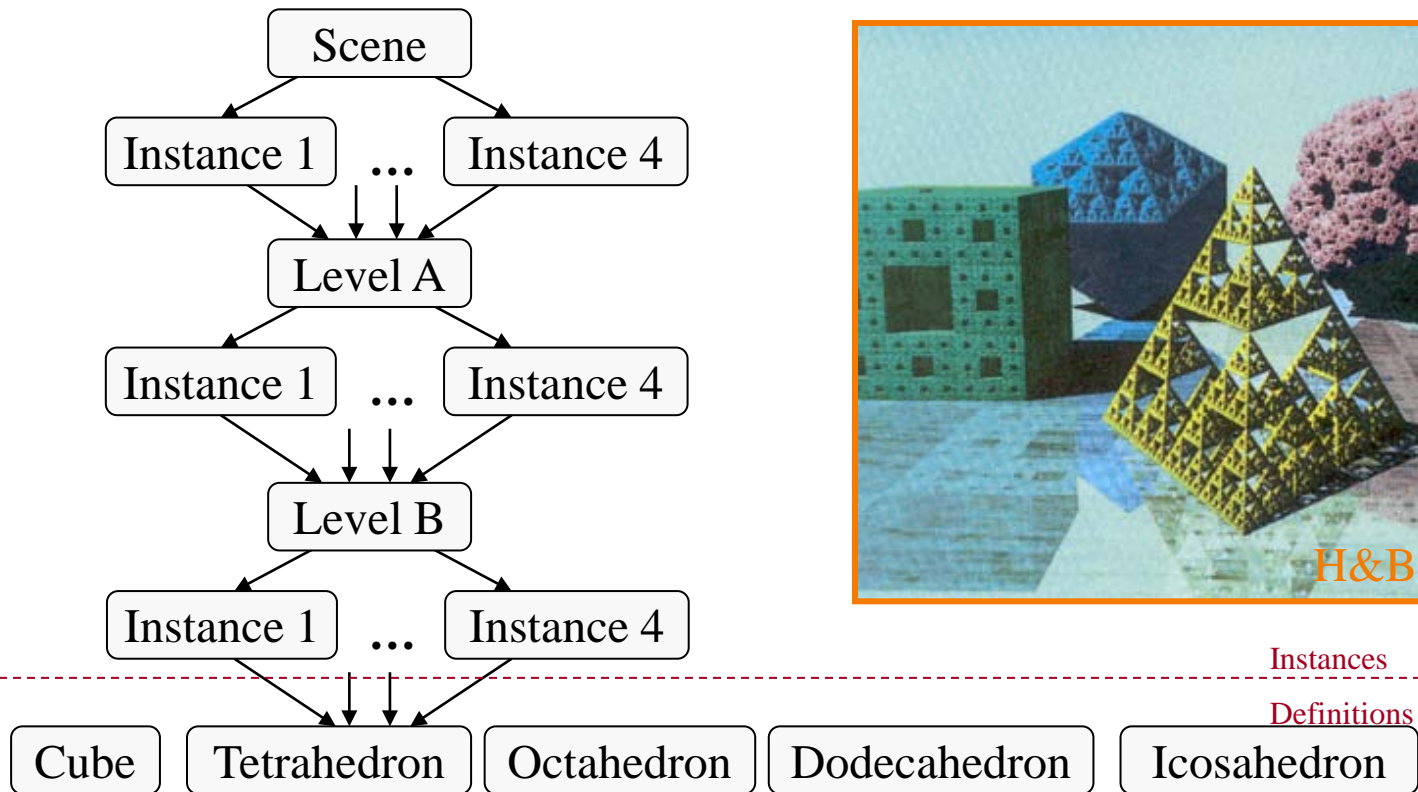 Scene
Instance 1 ... Instance 4
Level A
Instance 1 ... Instance 4
Level B
Instance 1 ... Instance 4
H&B
Instances
Definitions
Cube Tetrahedron Octahedron Dodecahedron Icosahedron